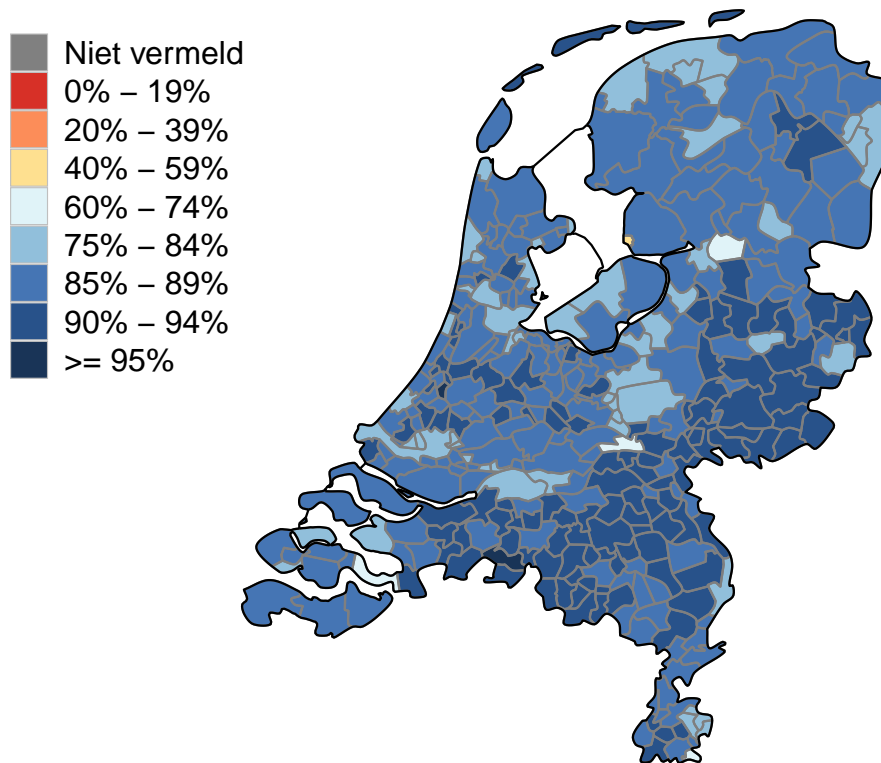 Niet vermeld
0% − 19%
20% − 39%
40% − 59%
60% − 74%
75% − 84%
85% − 89%
90% − 94%
>= 95%